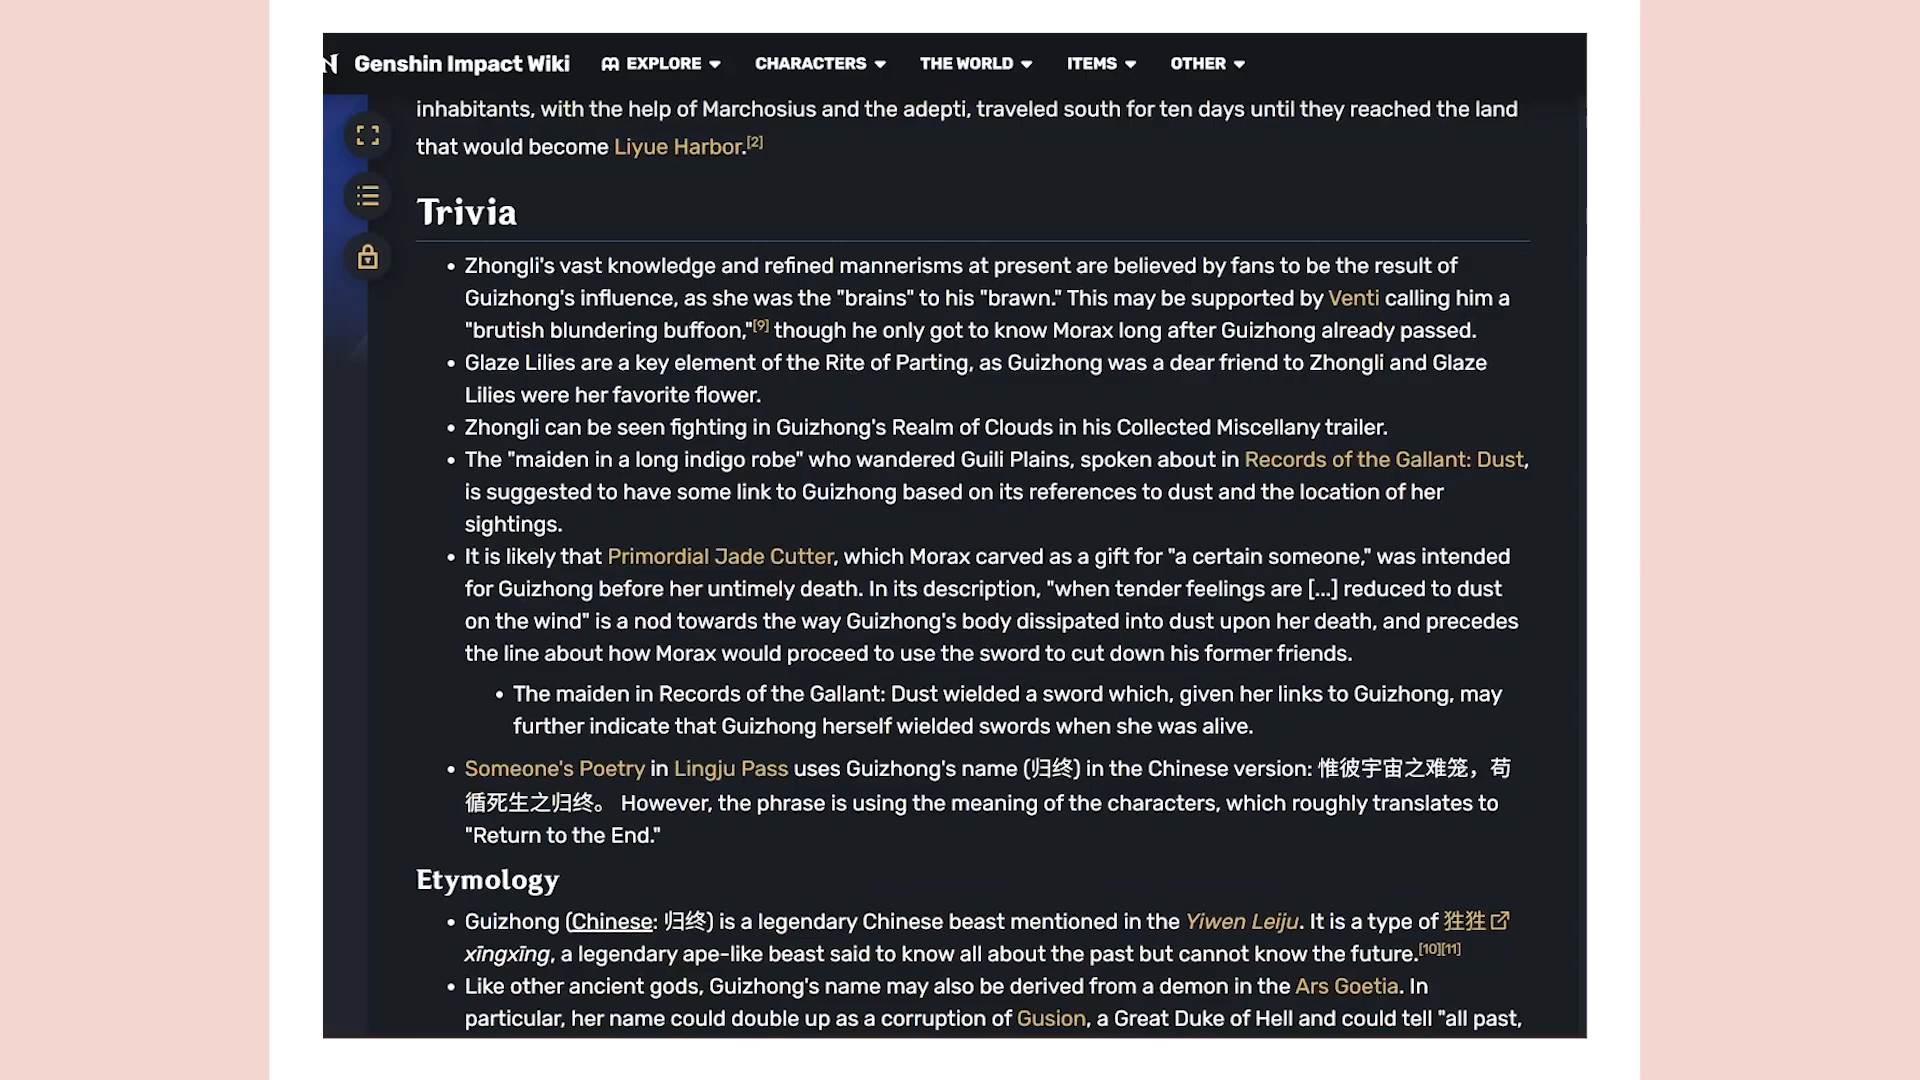 Genshin Impact Wiki EXPLORE CHARACTERS THE WORLD ITEMS OTHER
inhabitants, with the help of Marchosius and the adepti, traveled south for ten days until they reached the land
that would become Liyue Harbor.[2]
Trivia
• Zhongli's vast knowledge and refined mannerisms at present are believed by fans to be the result of
Guizhong's influence, as she was the "brains" to his "brawn." This may be supported by Venti calling him a
"brutish blundering buffoon,"[9] though he only got to know Morax long after Guizhong already passed.
• Glaze Lilies are a key element of the Rite of Parting, as Guizhong was a dear friend to Zhongli and Glaze
Lilies were her favorite flower.
• Zhongli can be seen fighting in Guizhong's Realm of Clouds in his Collected Miscellany trailer.
• The "maiden in a long indigo robe" who wandered Guili Plains, spoken about in Records of the Gallant: Dust,
is suggested to have some link to Guizhong based on its references to dust and the location of her
sightings.
• It is likely that Primordial Jade Cutter, which Morax carved as a gift for "a certain someone," was intended
for Guizhong before her untimely death. In its description, "when tender feelings are [...] reduced to dust
on the wind" is a nod towards the way Guizhong's body dissipated into dust upon her death, and precedes
the line about how Morax would proceed to use the sword to cut down his former friends.
• The maiden in Records of the Gallant: Dust wielded a sword which, given her links to Guizhong, may
further indicate that Guizhong herself wielded swords when she was alive.
• Someone's Poetry in Lingju Pass uses Guizhong's name (归终) in the Chinese version: 惟彼宇宙之难笼，苟
循死生之归终。 However, the phrase is using the meaning of the characters, which roughly translates to
"Return to the End."
Etymology
• Guizhong (Chinese: 归终) is a legendary Chinese beast mentioned in the Yiwen Leiju. It is a type of 狌狌
xīngxīng, a legendary ape-like beast said to know all about the past but cannot know the future.[10][11]
• Like other ancient gods, Guizhong's name may also be derived from a demon in the Ars Goetia. In
particular, her name could double up as a corruption of Gusion, a Great Duke of Hell and could tell "all past,